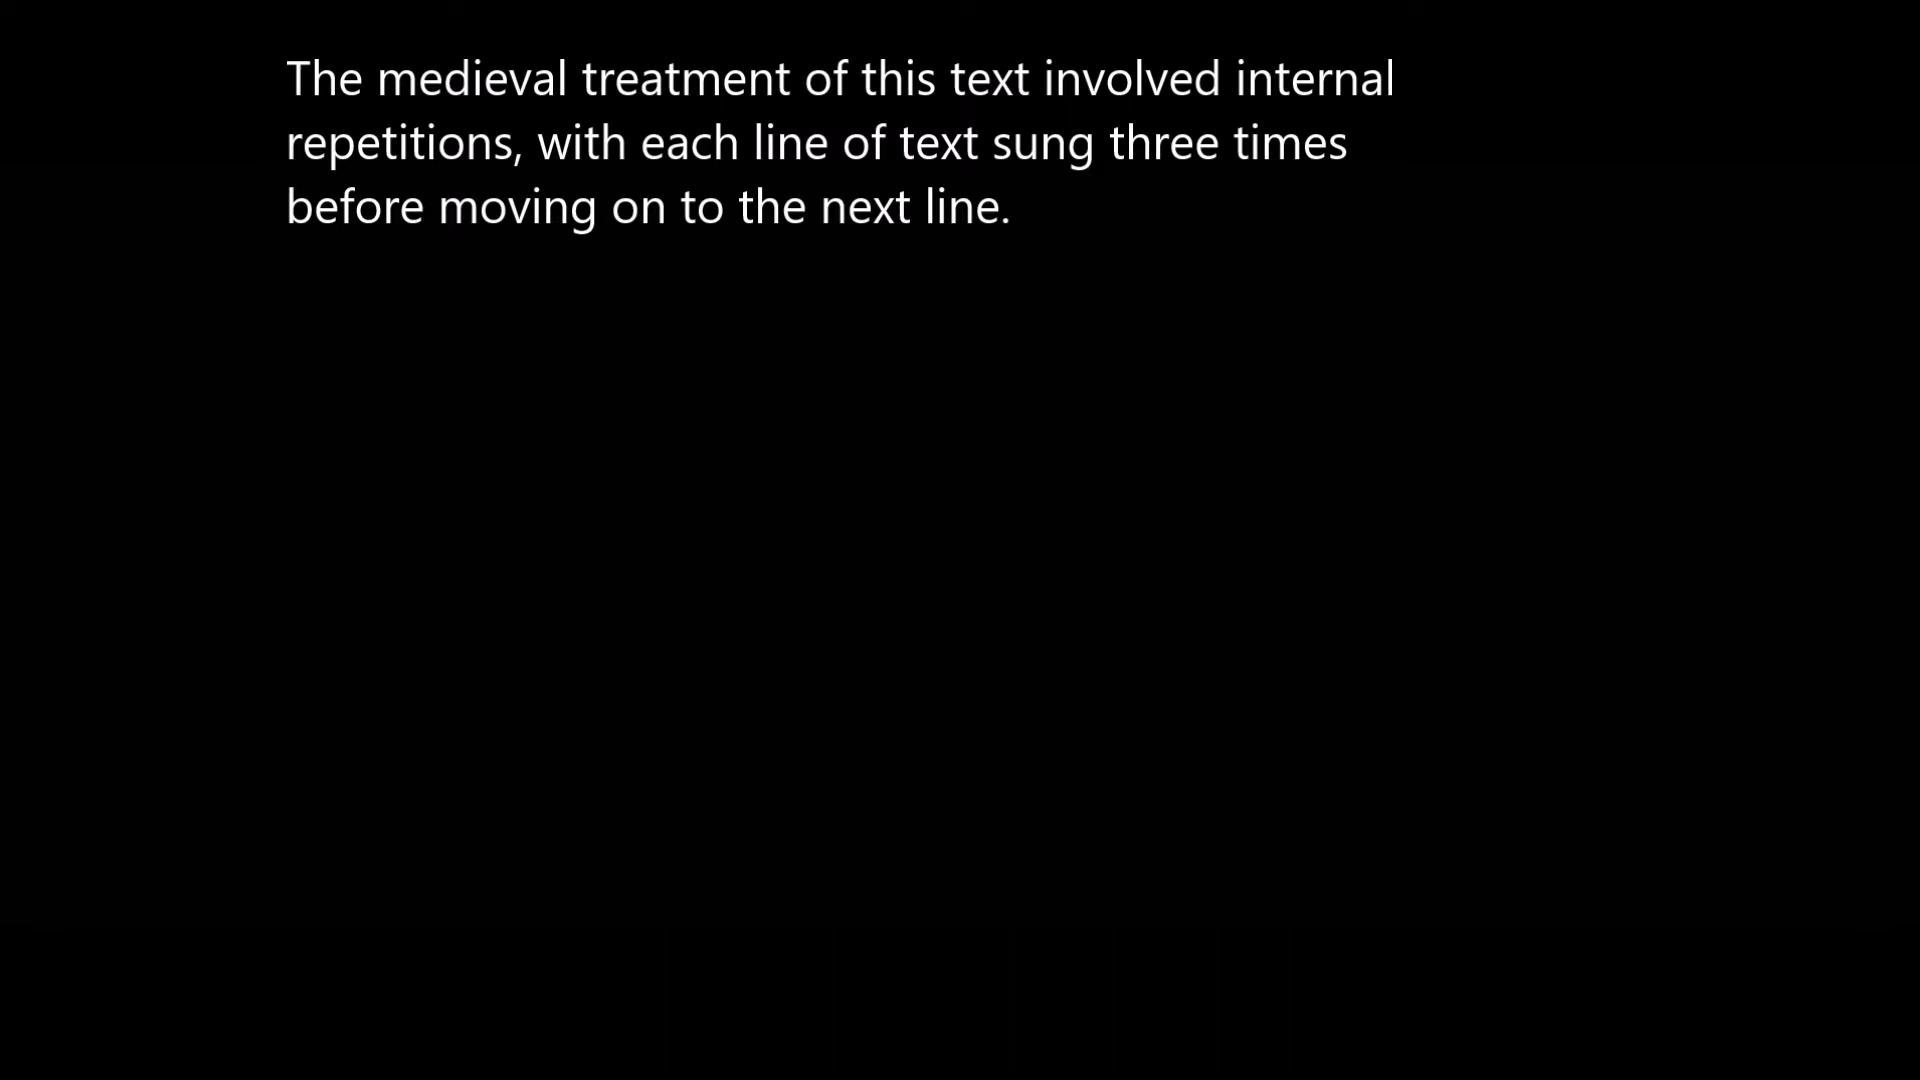 The medieval treatment of this text involved internal
repetitions, with each line of text sung three times
before moving on to the next line.